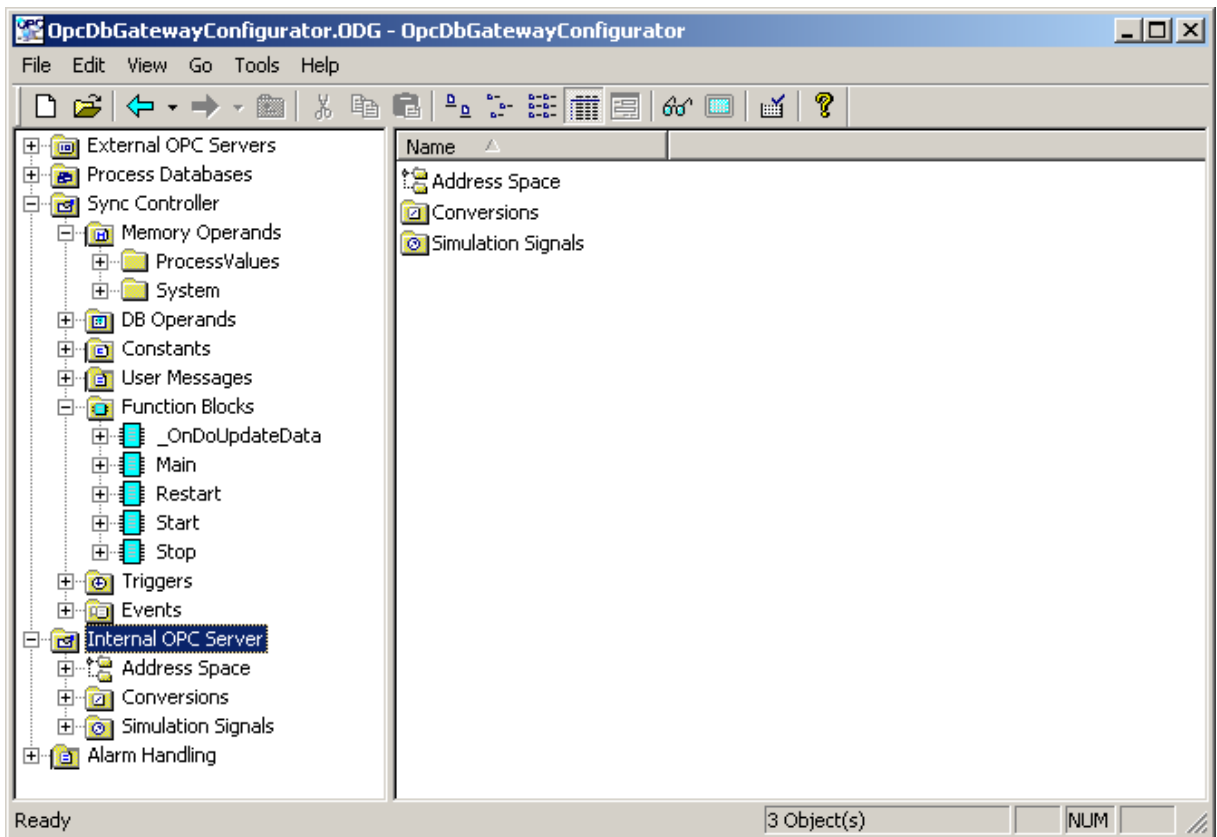 OpcDbGatewayConfigurator.ODG - OpcDbGatewayConfigurator
File Edit View Go Tools Help
External OPC Servers
Process Databases
Sync Controller
Memory Operands
ProcessValues
System
DB Operands
Constants
User Messages
Function Blocks
_OnDoUpdateData
Main
Restart
Start
Stop
Triggers
Events
Internal OPC Server
Address Space
Conversions
Simulation Signals
Alarm Handling
Name
Address Space
Conversions
Simulation Signals
Ready 3 Object(s) NUM